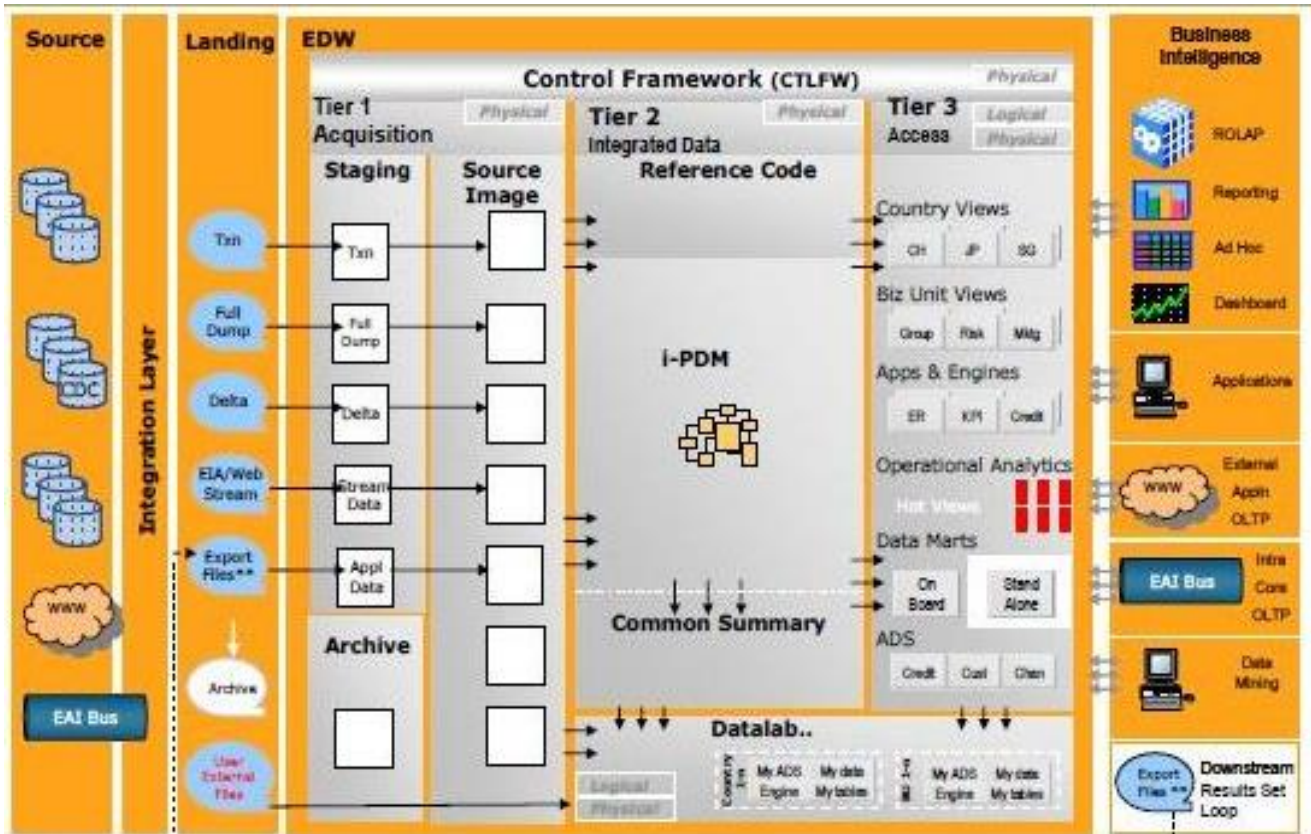 Source
Integration Layer
Landing
EDW
Business
Intelligence
Control Framework (CTLFW)
Physical
Tier 1
Acquisition
Physical
Tier 2
Integrated Data
Physical
Tier 3
Access
Logical
Physical
Staging
Source
Image
Reference Code
Txn
Full
Dump
Delta
EIA/Web
Stream
Export
Files**
Archive
User
External
Files
Txn
Full
Dump
Delta
Stream
Data
Appl
Data
Archive
CDC
WWW
EAI Bus
i-PDM
Common Summary
Country Views
CH JP SG
Biz Unit Views
Group Risk Mktg
Apps & Engines
ER KPI Credit
Operational Analytics
Hot Views
Data Marts
On
Board
Stand
Alone
ADS
Credit Cust Chan
Datalab..
Logical
Physical
Country
1-n
My ADS My data
Engine My tables
1-n
My ADS My data
Engine My tables
ROLAP
Reporting
Ad Hoc
Dashboard
Applications
WWW
External
Appln
OLTP
EAI Bus
Intra
Core
OLTP
Data
Mining
Export
Files **
Downstream
Results Set
Loop